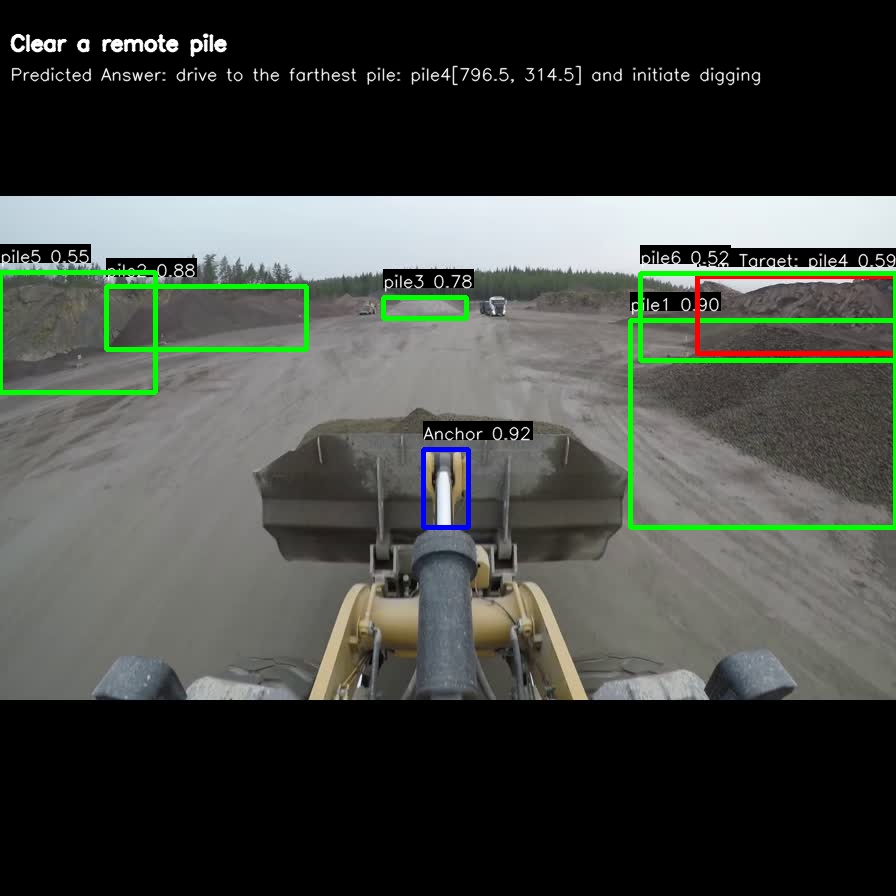 Clear a remote pile
Predicted Answer: drive to the farthest pile: pile4[796.5, 314.5] and initiate digging
pile5 0.55
pile2 0.88
pile3 0.78
pile6 0.52
Target: pile4 0.59
pile1 0.90
Anchor 0.92